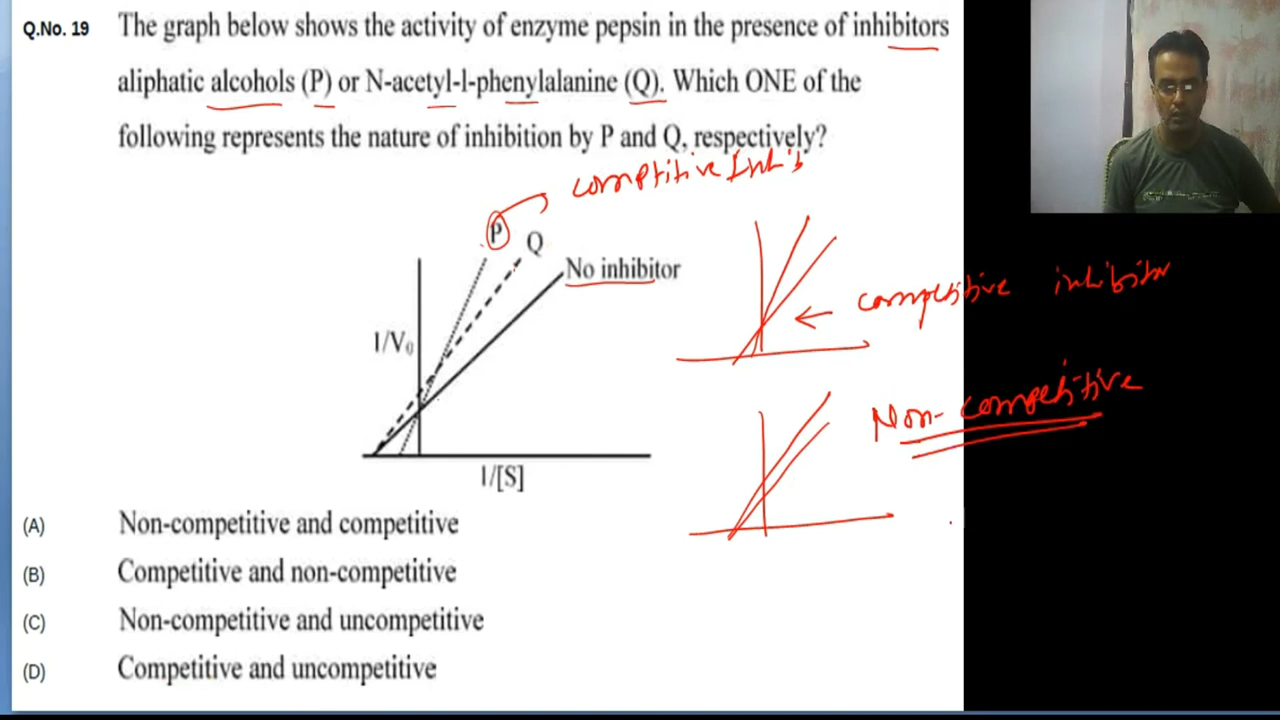 Q.No. 19 The graph below shows the activity of enzyme pepsin in the presence of inhibitors
aliphatic alcohols (P) or N-acetyl-l-phenylalanine (Q). Which ONE of the
following represents the nature of inhibition by P and Q, respectively?
competitive Inhib
P
Q
No inhibitor
competitive inhibitor
1/V₀
Non-competitive
1/[S]
(A) Non-competitive and competitive
(B) Competitive and non-competitive
(C) Non-competitive and uncompetitive
(D) Competitive and uncompetitive